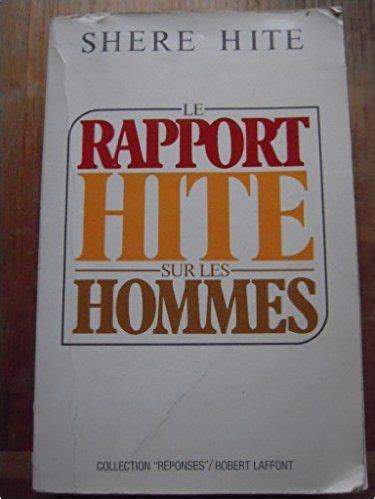 SHERE HITE
LE
RAPPORT
HITE
SUR LES
HOMMES
COLLECTION "RÉPONSES"/ROBERT LAFFONT